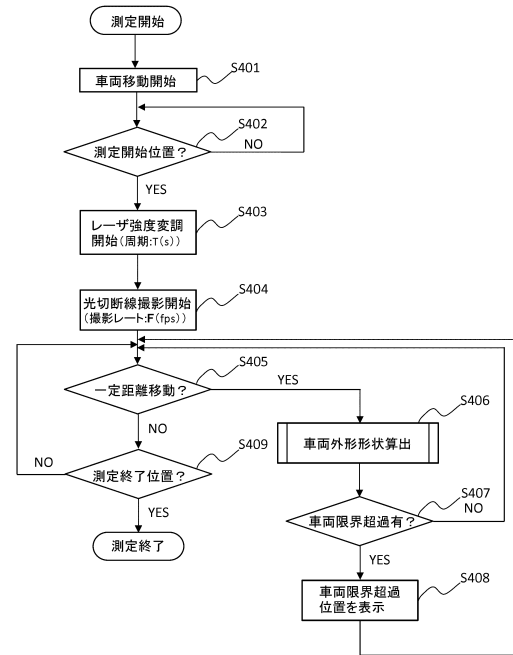 測定開始
車両移動開始
S401
測定開始位置？
S402
NO
YES
レーザ強度変調
開始(周期:T(s))
S403
光切断線撮影開始
(撮影レート:F(fps))
S404
一定距離移動？
S405
YES
NO
車両外形形状算出
S406
測定終了位置？
S409
NO
YES
測定終了
車両限界超過有？
S407
NO
YES
車両限界超過
位置を表示
S408